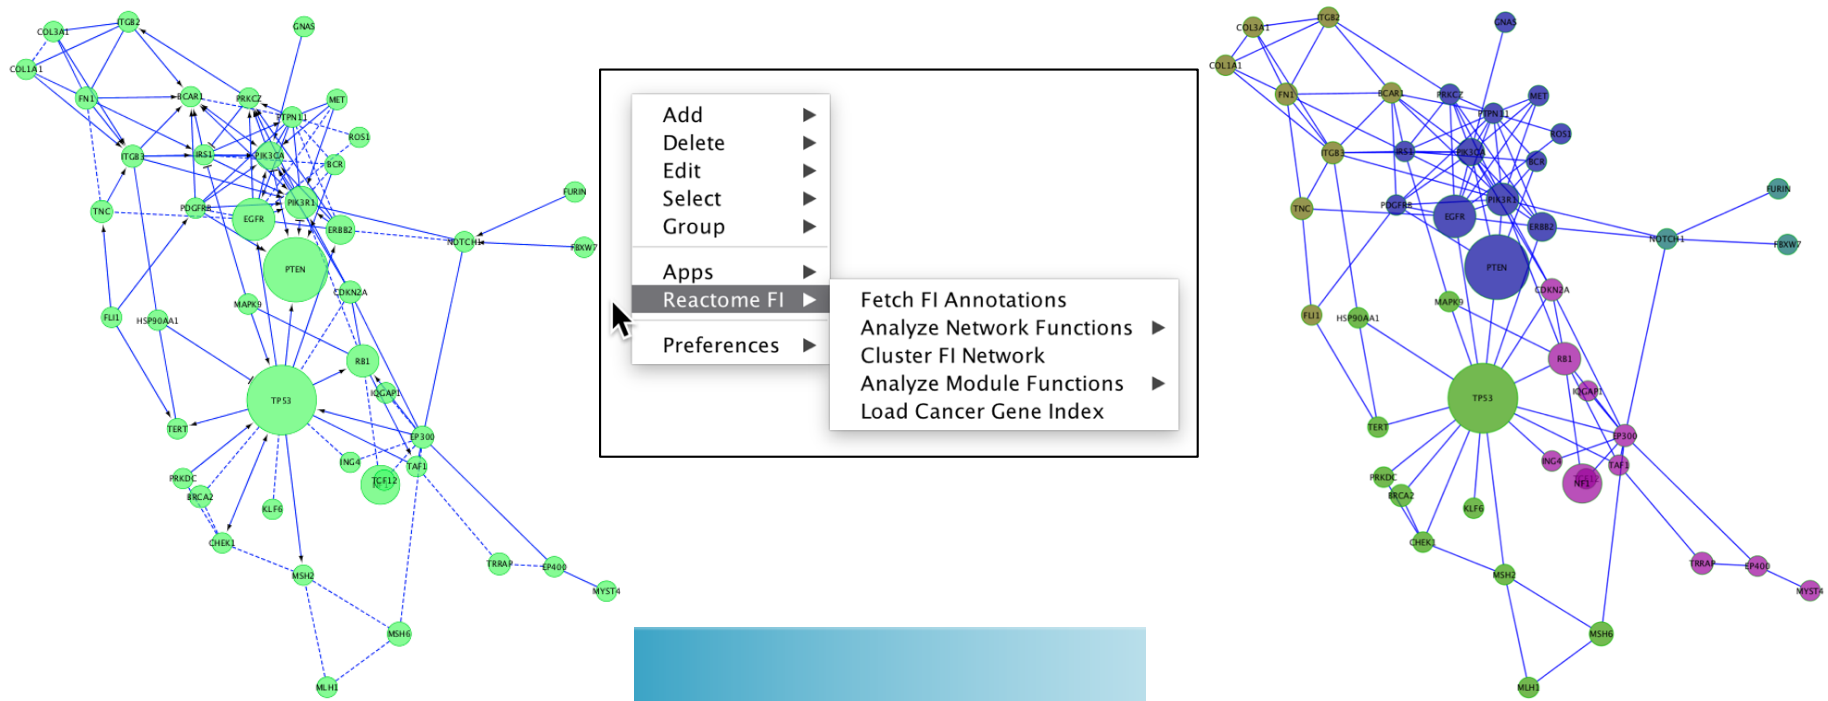 ITGB2
COL3A1
GNAS
COL1A1
FN1
BCAR1
PRKCZ
MET
PTPN11
ROS1
ITGB3
IRS1
PIK3CA
BCR
FURIN
TNC
PDGFRB
EGFR
PIK3R1
ERBB2
NOTCH1
FBXW7
PTEN
CDKN2A
MAPK9
FLI1
HSP90AA1
RB1
IQGAP1
TP53
TERT
EP300
ING4
TAF1
PRKDC
TCF12
BRCA2
KLF6
CHEK1
TRRAP
EP400
MSH2
MYST4
MSH6
MLH1
Add
Delete
Edit
Select
Group
Apps
Reactome FI
Preferences
Fetch FI Annotations
Analyze Network Functions
Cluster FI Network
Analyze Module Functions
Load Cancer Gene Index
ITGB2
COL3A1
GNAS
COL1A1
FN1
BCAR1
PRKCZ
MET
PTPN11
ROS1
ITGB3
IRS1
PIK3CA
BCR
FURIN
TNC
PDGFRB
EGFR
PIK3R1
ERBB2
NOTCH1
FBXW7
PTEN
CDKN2A
MAPK9
FLI1
HSP90AA1
RB1
IQGAP1
TP53
TERT
EP300
ING4
TAF1
PRKDC
NF1
BRCA2
KLF6
CHEK1
TRRAP
EP400
MSH2
MYST4
MSH6
MLH1